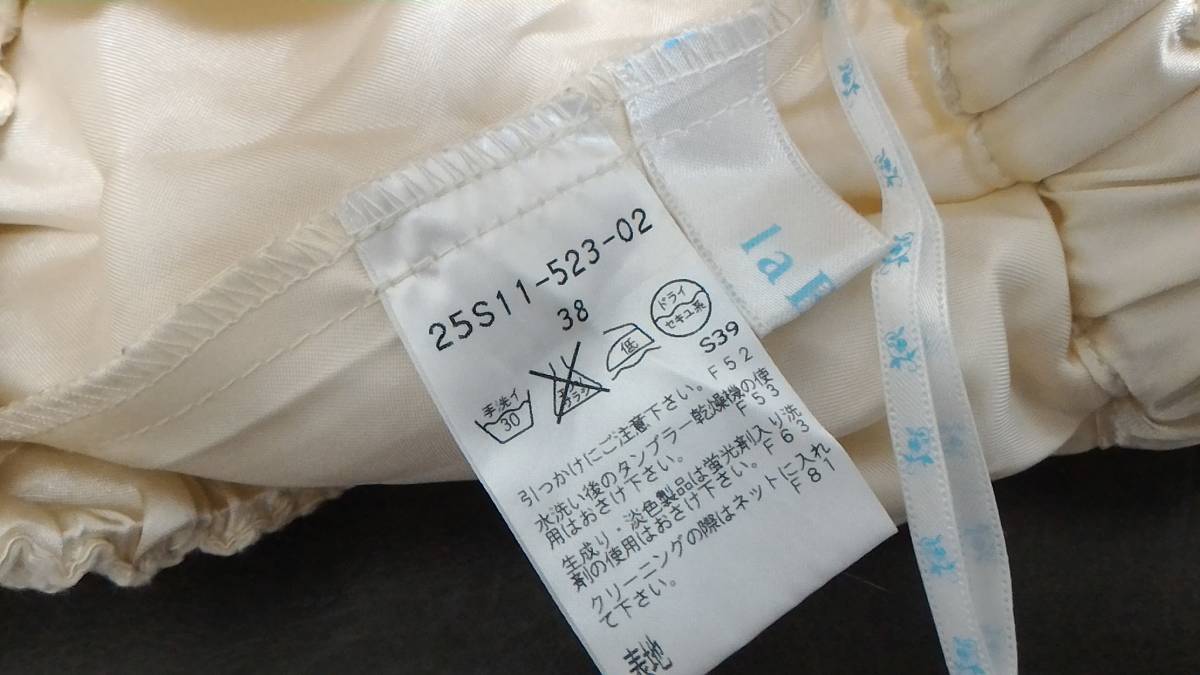 la
25S11-523-02
38
手洗イ
30
低
ドライ
セキユ系
S39
引つかけにご注意下さい。F52
水洗い後のタンブラー乾燥機の使
用はおさけ下さい。 F53
生成り・淡色製品は蛍光剤入り洗
剤の使用はおさけ下さい。F63
クリーニングの際はネットに入れ
て下さい。 F81
表地